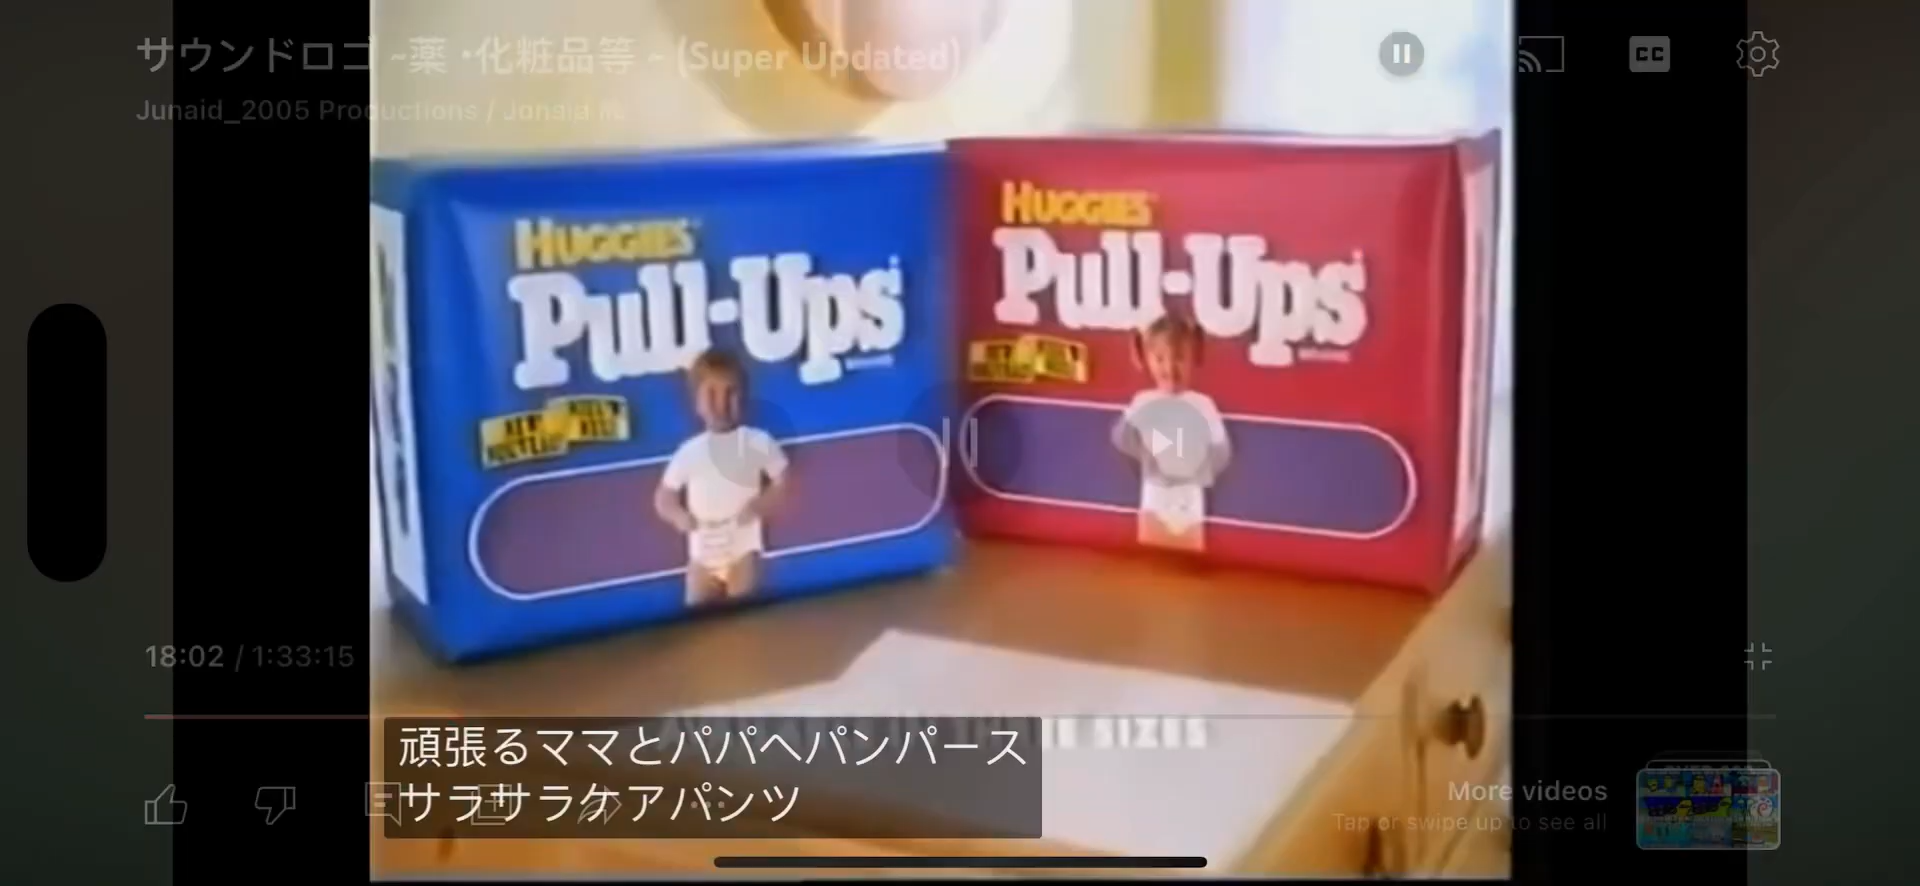 サウンドロゴ ~薬・化粧品等 ~ (Super Updated)
Junaid_2005 Productions /
CC
HUGGIES
Pull-Ups
HUGGIES
Pull-Ups
18:02 / 1:33:15
SIZES
頑張るママとパパへパンパース
サラサラケアパンツ
More videos
Tap or swipe up to see all